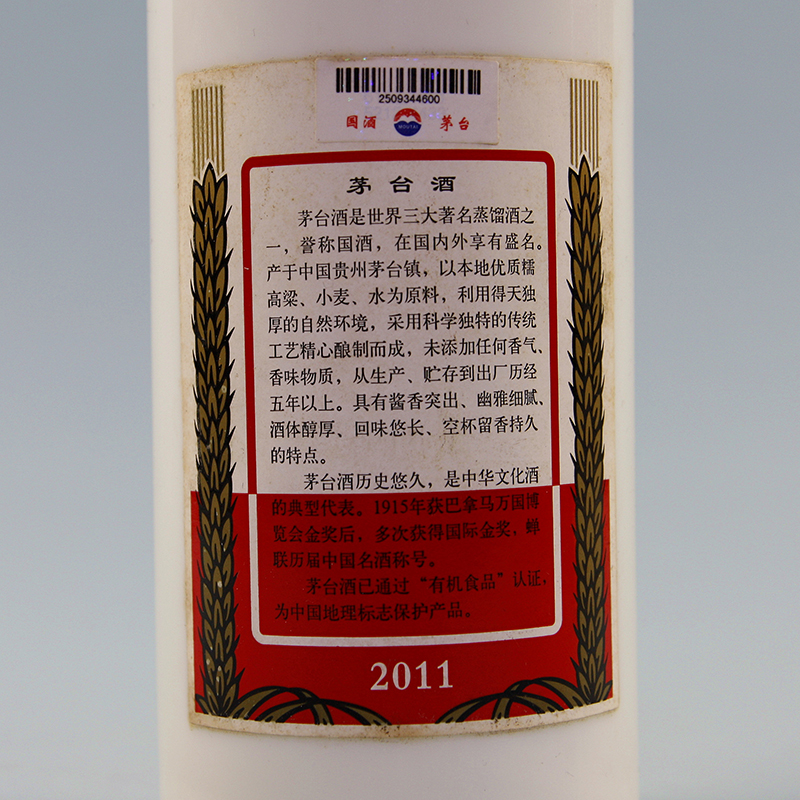 2509344600
国酒 MOUTAI 茅台
茅台酒
茅台酒是世界三大著名蒸馏酒之
一，誉称国酒，在国内外享有盛名。
产于中国贵州茅台镇，以本地优质糯
高粱、小麦、水为原料，利用得天独
厚的自然环境，采用科学独特的传统
工艺精心酿制而成，未添加任何香气、
香味物质，从生产、贮存到出厂历经
五年以上。具有酱香突出、幽雅细腻、
酒体醇厚、回味悠长、空杯留香持久
的特点。
茅台酒历史悠久，是中华文化酒
的典型代表。1915年获巴拿马万国博
览会金奖后，多次获得国际金奖，蝉
联历届中国名酒称号。
茅台酒已通过“有机食品”认证，
为中国地理标志保护产品。
2011